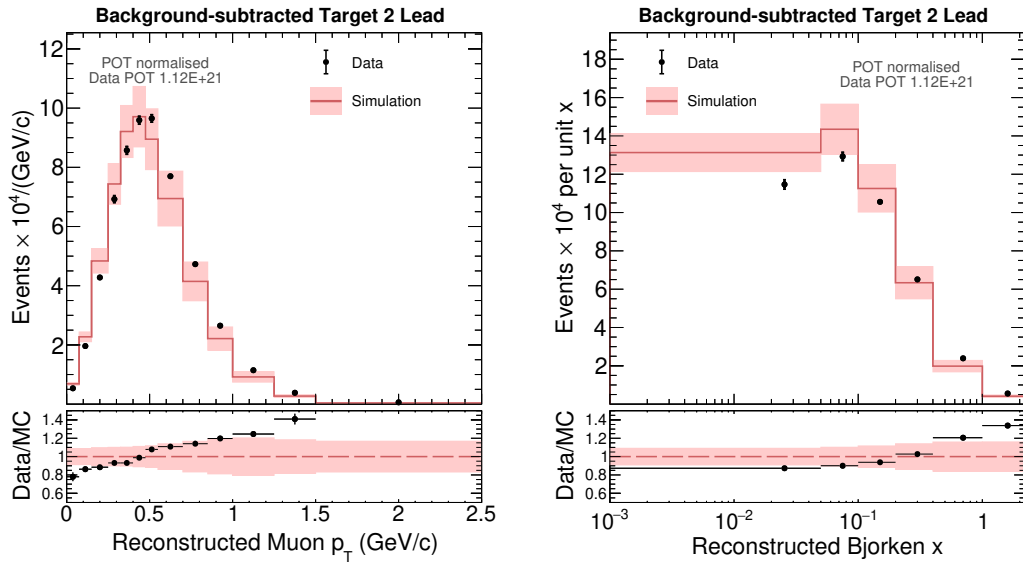 Background-subtracted Target 2 Lead
12
10
8
6
4
2
Events × 10⁴/(GeV/c)
POT normalised
Data POT 1.12E+21
Data
Simulation
1.4
1.2
1
0.8
0.6
Data/MC
0
0.5
1
1.5
2
2.5
Reconstructed Muon p_T (GeV/c)
Background-subtracted Target 2 Lead
18
16
14
12
10
8
6
4
2
Events × 10⁴ per unit x
Data
Simulation
POT normalised
Data POT 1.12E+21
1.4
1.2
1
0.8
0.6
Data/MC
10⁻³
10⁻²
10⁻¹
1
Reconstructed Bjorken x